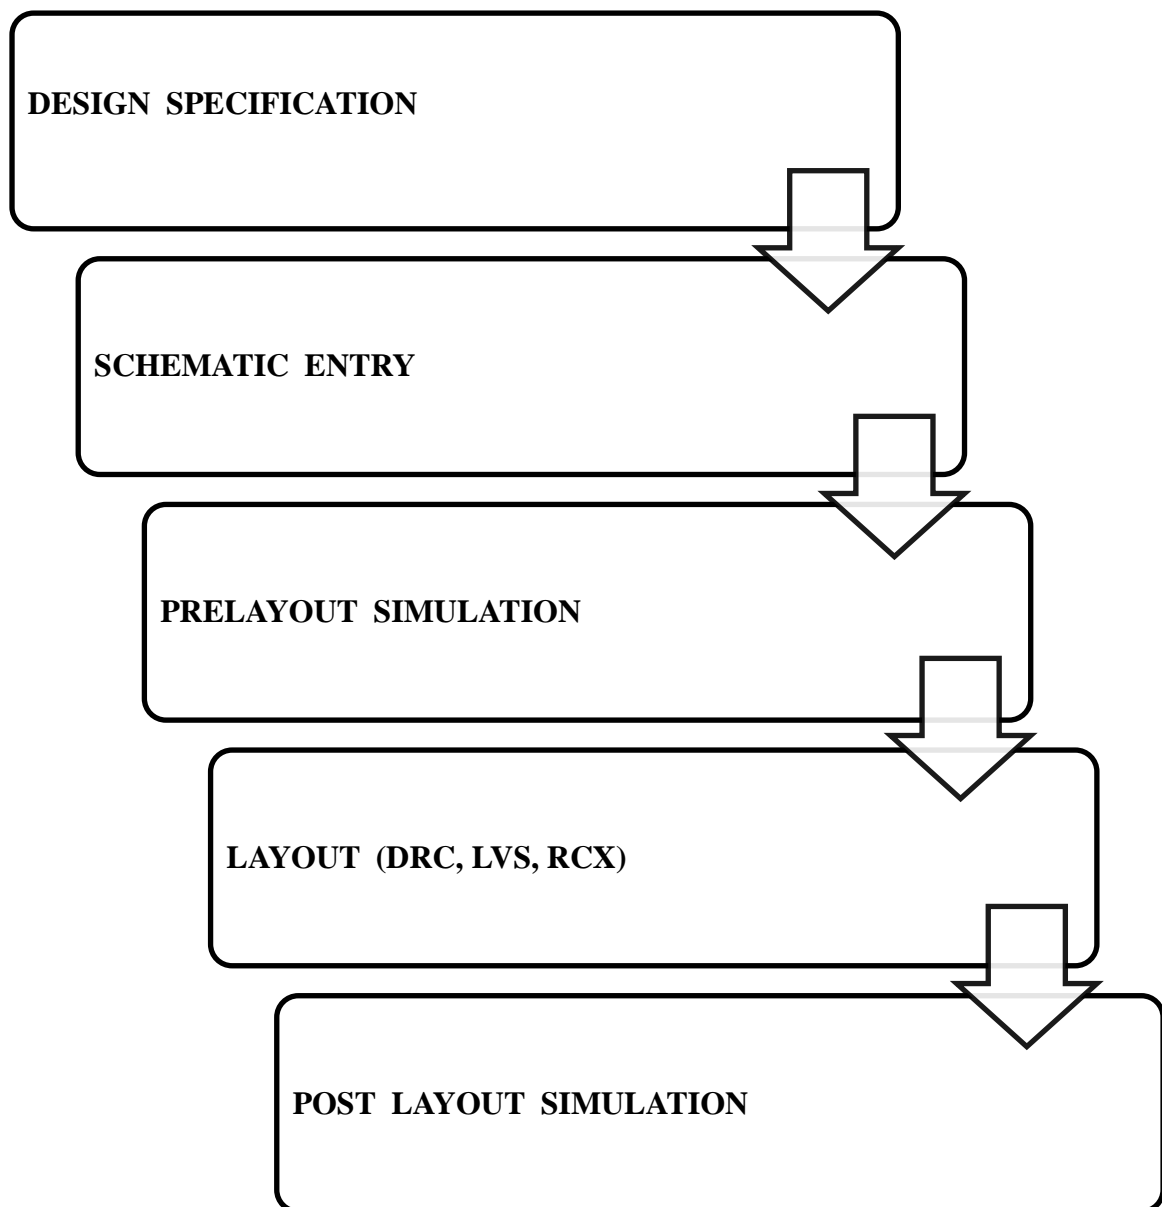 DESIGN SPECIFICATION
SCHEMATIC ENTRY
PRELAYOUT SIMULATION
LAYOUT (DRC, LVS, RCX)
POST LAYOUT SIMULATION